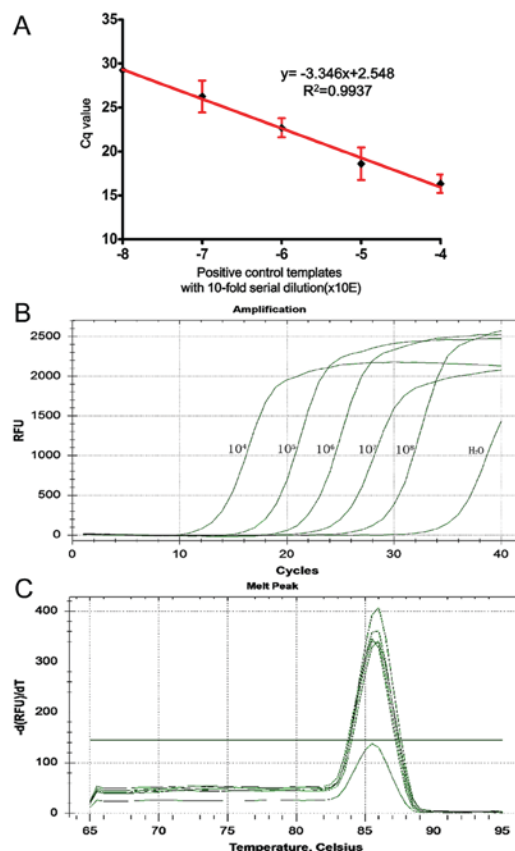 A
y= -3.346x+2.548
R²=0.9937
Cq value
35
30
25
20
15
10
-8
-7
-6
-5
-4
Positive control templates
with 10-fold serial dilution(x10E)
B
Amplification
RFU
2500
2000
1500
1000
500
0
10⁴
10⁵
10⁶
10⁷
10⁸
H₂O
0
10
20
30
40
Cycles
C
Melt Peak
-d(RFU)/dT
400
300
200
100
0
65
70
75
80
85
90
95
Temperature, Celsius